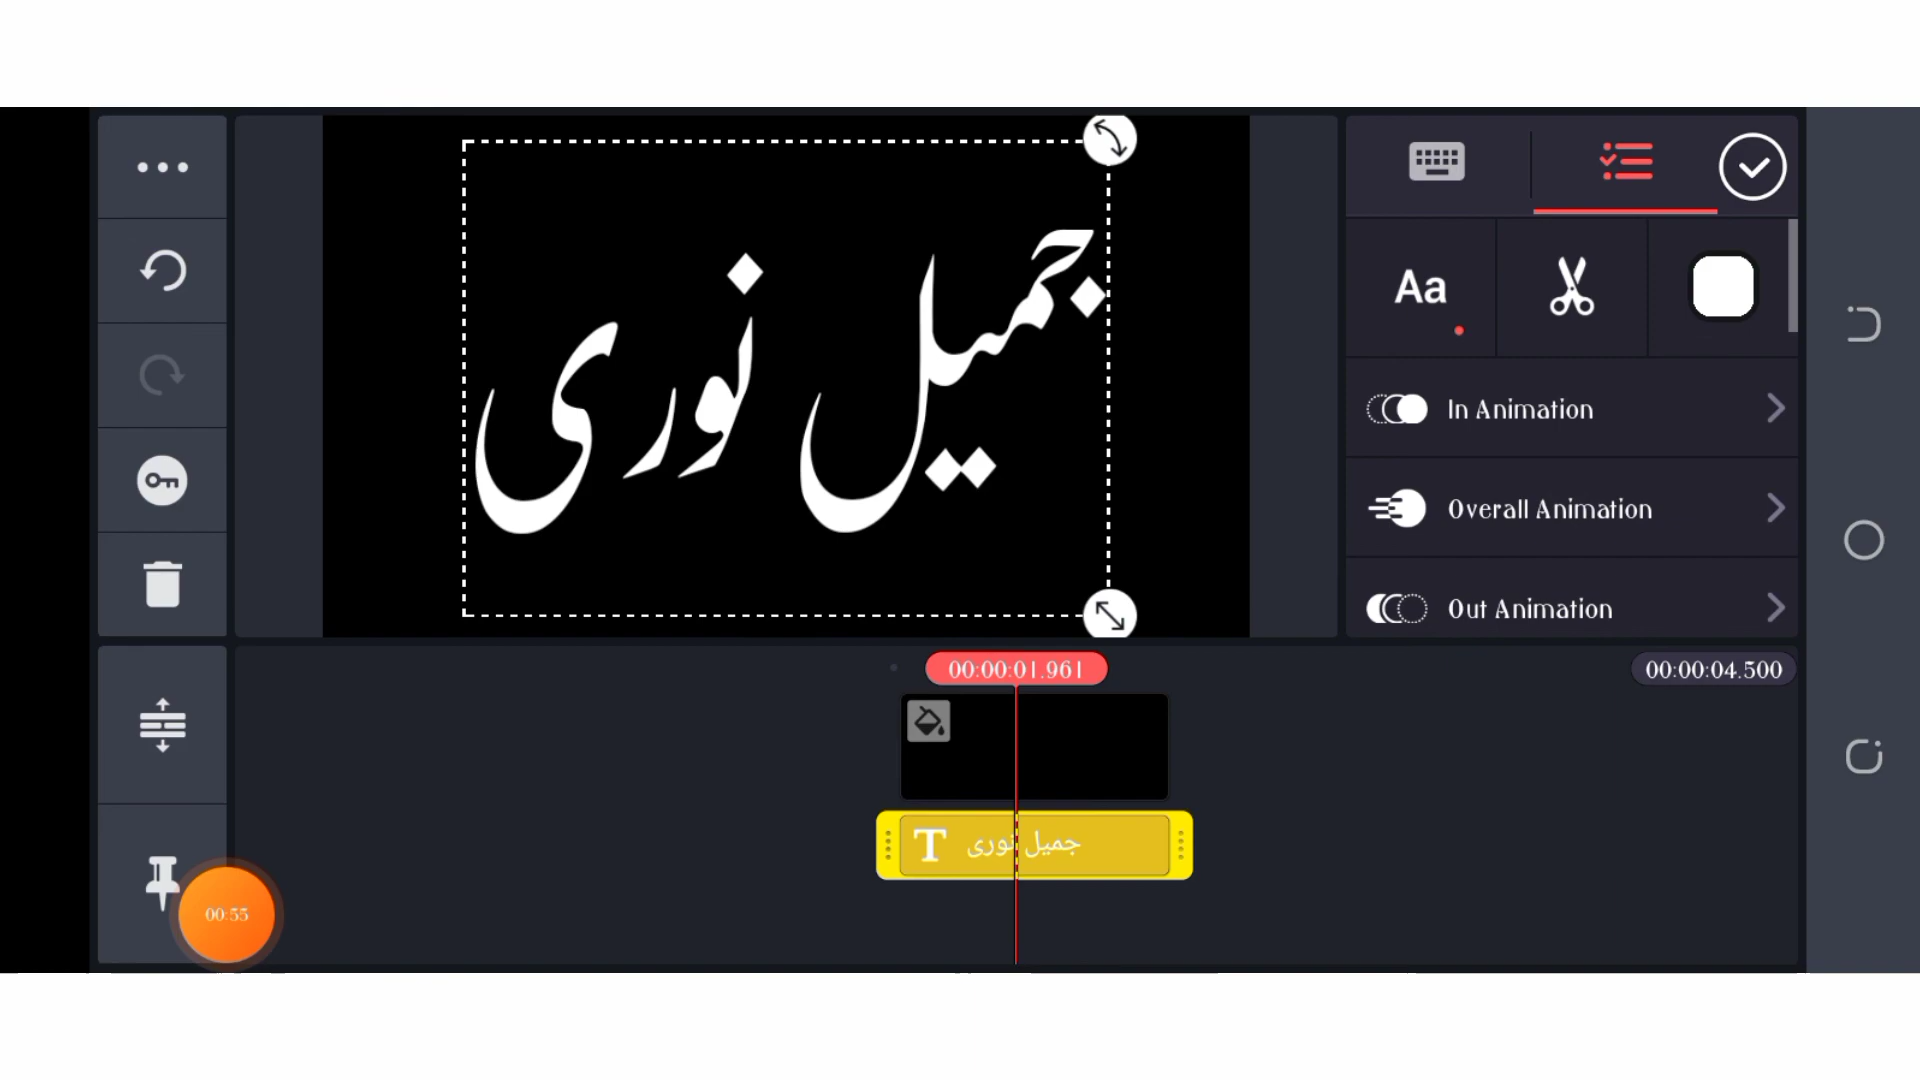 جمیل نوری
Aa
In Animation
Overall Animation
Out Animation
00:00:01.961
00:00:04.500
T جمیل نوری
00:55